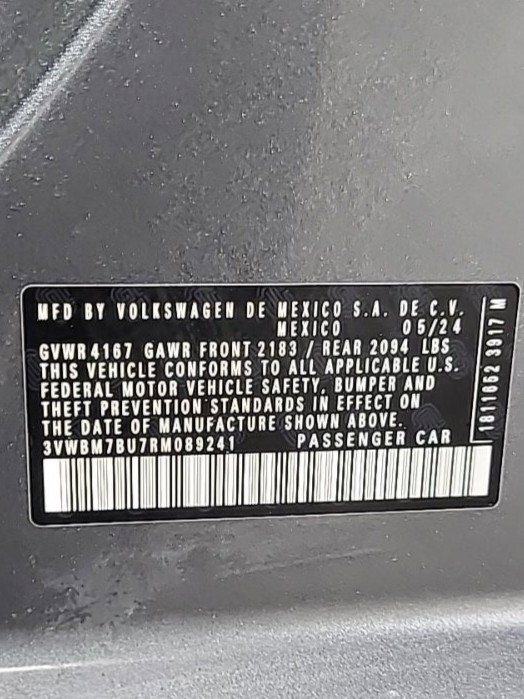 MFD BY VOLKSWAGEN DE MEXICO S.A. DE C.V.
MEXICO 05/24
GVWR 4167 GAWR FRONT 2183 / REAR 2094 LBS
THIS VEHICLE CONFORMS TO ALL APPLICABLE U.S.
FEDERAL MOTOR VEHICLE SAFETY, BUMPER AND
THEFT PREVENTION STANDARDS IN EFFECT ON
THE DATE OF MANUFACTURE SHOWN ABOVE.
3VWBM7BU7RM089241 PASSENGER CAR
1811062 3917 M